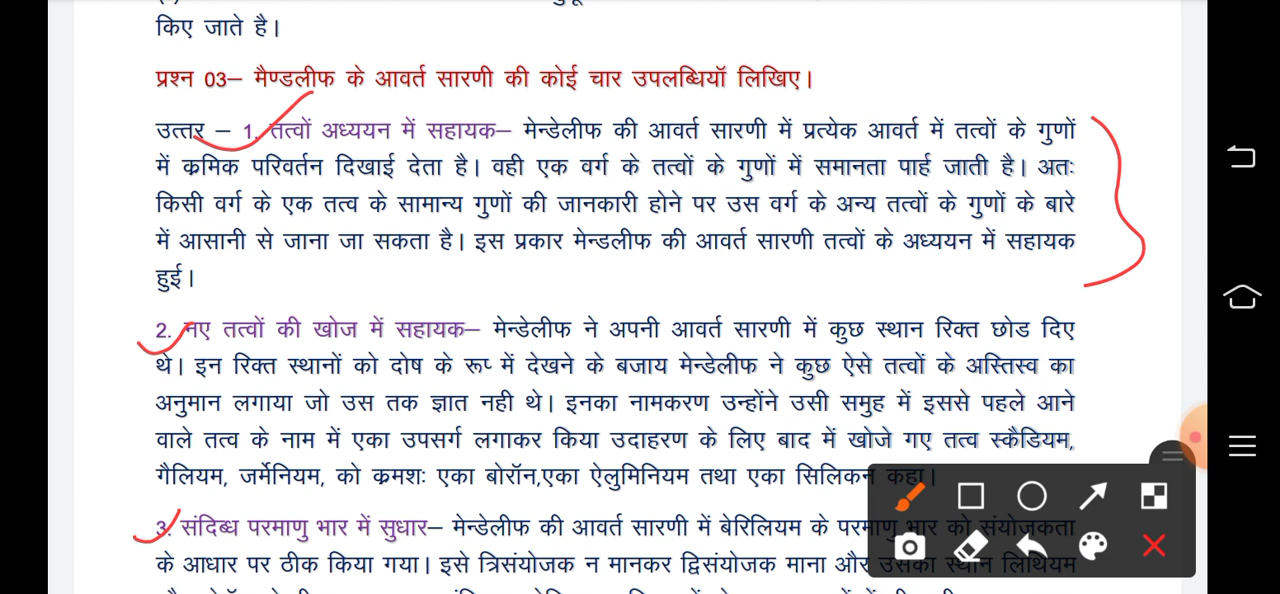 किए जाते है।
प्रश्न 03– मैण्डलीफ के आवर्त सारणी की कोई चार उपलब्धियॉ लिखिए।
उत्तर – 1. तत्वों अध्ययन में सहायक– मेन्डेलीफ की आवर्त सारणी में प्रत्येक आवर्त में तत्वों के गुणों
में क्रमिक परिवर्तन दिखाई देता है। वही एक वर्ग के तत्वों के गुणों में समानता पार्ह जाती है। अतः
किसी वर्ग के एक तत्व के सामान्य गुणों की जानकारी होने पर उस वर्ग के अन्य तत्वों के गुणों के बारे
में आसानी से जाना जा सकता है। इस प्रकार मेन्डलीफ की आवर्त सारणी तत्वों के अध्ययन में सहायक
हुई।
2. नए तत्वों की खोज में सहायक– मेन्डेलीफ ने अपनी आवर्त सारणी में कुछ स्थान रिक्त छोड दिए
थे। इन रिक्त स्थानों को दोष के रूप में देखने के बजाय मेन्डेलीफ ने कुछ ऐसे तत्वों के अस्तिस्व का
अनुमान लगाया जो उस तक ज्ञात नही थे। इनका नामकरण उन्होंने उसी समुह में इससे पहले आने
वाले तत्व के नाम में एका उपसर्ग लगाकर किया उदाहरण के लिए बाद में खोजे गए तत्व स्कैडियम,
गैलियम, जर्मेनियम, को क्रमशः एका बोरॉन,एका ऐलुमिनियम तथा एका सिलिकन कहा।
3. संदिब्ध परमाणु भार में सुधार– मेन्डेलीफ की आवर्त सारणी में बेरिलियम के परमाणु भार को संयोजकता
के आधार पर ठीक किया गया। इसे त्रिसंयोजक न मानकर द्विसंयोजक माना और उसका स्थान लिथियम